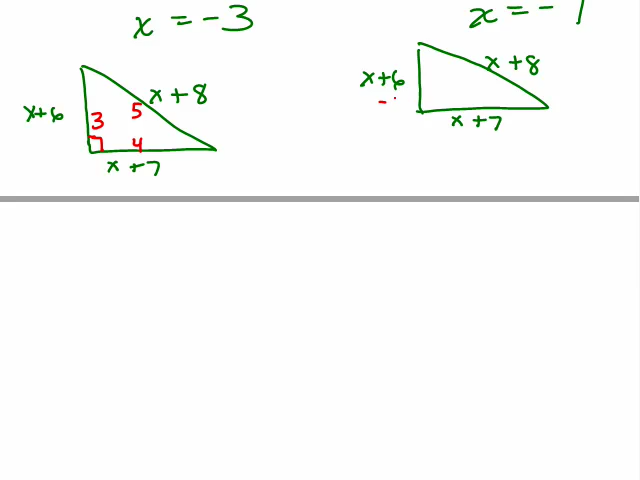 x = -3
x = -
x+6
x+8
3
5
4
x+7
x+6
x+8
-
x+7